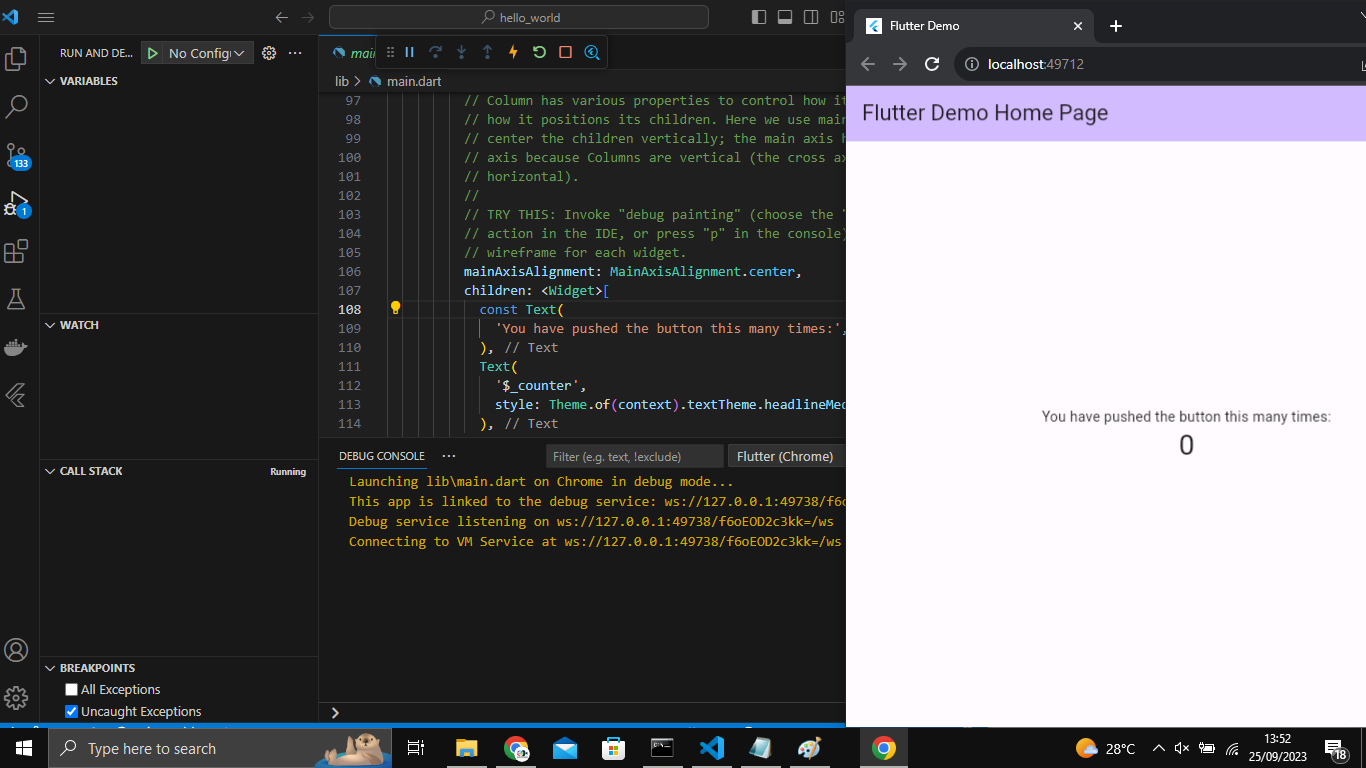 hello_world
RUN AND DE...
No Config
VARIABLES
133
1
WATCH
CALL STACK
Running
BREAKPOINTS
All Exceptions
Uncaught Exceptions
lib
main.dart
97 // Column has various properties to control how it
98 // how it positions its children. Here we use main
99 // center the children vertically; the main axis h
100 // axis because Columns are vertical (the cross ax
101 // horizontal).
102 //
103 // TRY THIS: Invoke "debug painting" (choose the "
104 // action in the IDE, or press "p" in the console)
105 // wireframe for each widget.
106 mainAxisAlignment: MainAxisAlignment.center,
107 children: <Widget>[
108 const Text(
109 'You have pushed the button this many times:',
110 ), // Text
111 Text(
112 '$_counter',
113 style: Theme.of(context).textTheme.headlineMed
114 ), // Text
DEBUG CONSOLE
Filter (e.g. text, !exclude)
Flutter (Chrome)
Launching lib\main.dart on Chrome in debug mode...
This app is linked to the debug service: ws://127.0.0.1:49738/f6o
Debug service listening on ws://127.0.0.1:49738/f6oEOD2c3kk=/ws
Connecting to VM Service at ws://127.0.0.1:49738/f6oEOD2c3kk=/ws
Flutter Demo
localhost:49712
Flutter Demo Home Page
You have pushed the button this many times:
0
Type here to search
28°C
13:52
25/09/2023
18